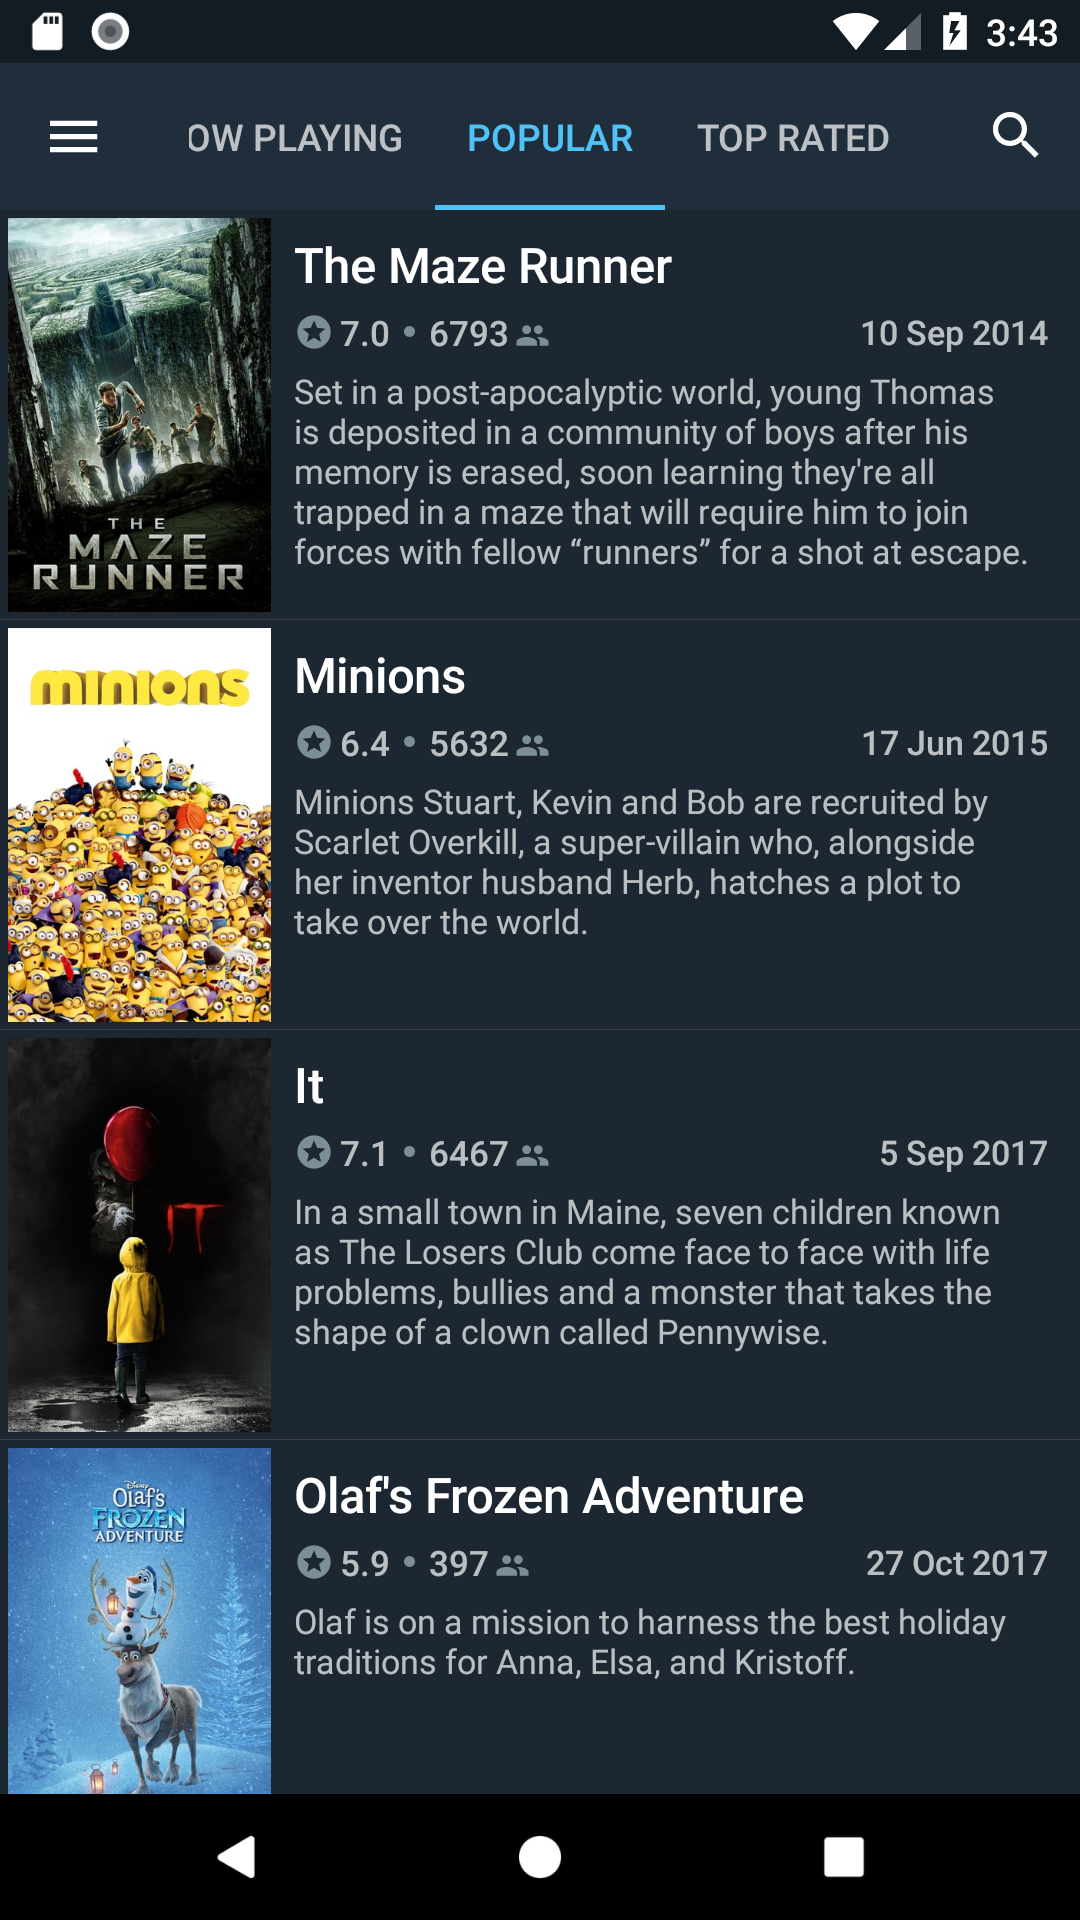 3:43
OW PLAYING POPULAR TOP RATED
THE
MAZE
RUNNER
The Maze Runner
7.0 • 6793 10 Sep 2014
Set in a post-apocalyptic world, young Thomas
is deposited in a community of boys after his
memory is erased, soon learning they're all
trapped in a maze that will require him to join
forces with fellow “runners” for a shot at escape.
minions
Minions
6.4 • 5632 17 Jun 2015
Minions Stuart, Kevin and Bob are recruited by
Scarlet Overkill, a super-villain who, alongside
her inventor husband Herb, hatches a plot to
take over the world.
IT
It
7.1 • 6467 5 Sep 2017
In a small town in Maine, seven children known
as The Losers Club come face to face with life
problems, bullies and a monster that takes the
shape of a clown called Pennywise.
Disney
Olaf's
FROZEN
ADVENTURE
Olaf's Frozen Adventure
5.9 • 397 27 Oct 2017
Olaf is on a mission to harness the best holiday
traditions for Anna, Elsa, and Kristoff.